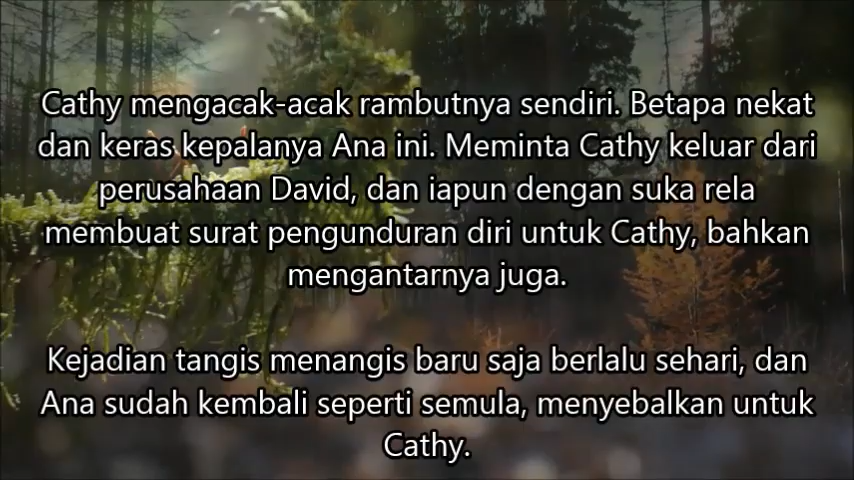 Cathy mengacak-acak rambutnya sendiri. Betapa nekat
dan keras kepalanya Ana ini. Meminta Cathy keluar dari
perusahaan David, dan iapun dengan suka rela
membuat surat pengunduran diri untuk Cathy, bahkan
mengantarnya juga.
Kejadian tangis menangis baru saja berlalu sehari, dan
Ana sudah kembali seperti semula, menyebalkan untuk
Cathy.